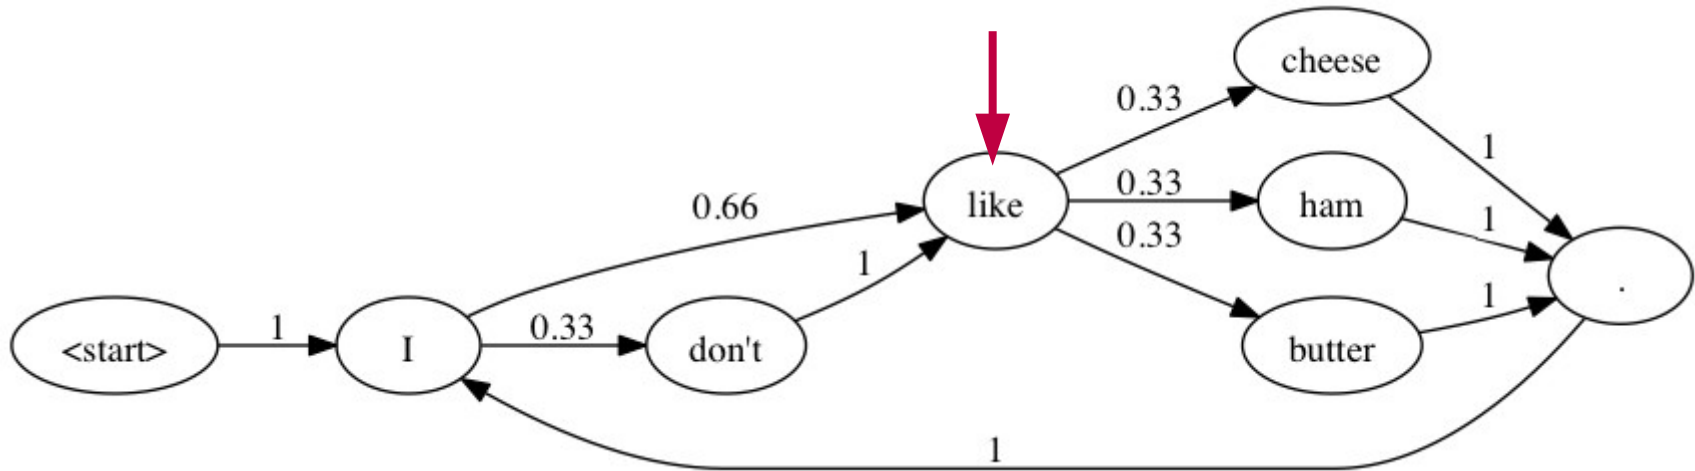 cheese
0.33
1
0.33
like
ham
0.66
1
0.33
1
.
1
<start>
1
I
0.33
don't
butter
1